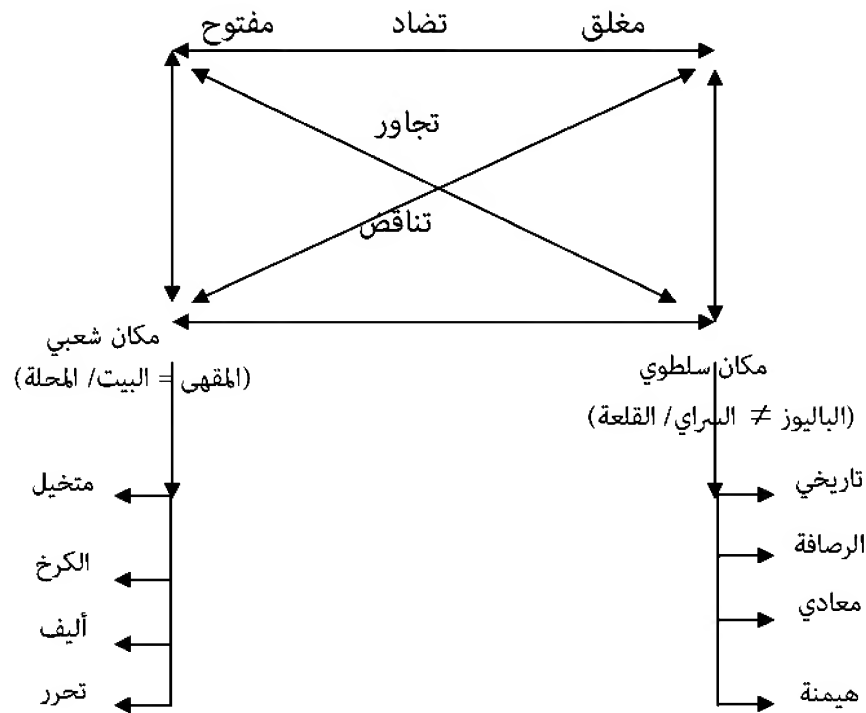 مغلق تضاد مفتوح
تجاور
تناقض
مكان شعبي
(المقهى = البيت/ المحلة)
مكان سلطوي
(الباليوز ≠ السراي/ القلعة)
تاريخي
الرصافة
معادي
هيمنة
متخيل
الكرخ
أليف
تحرر